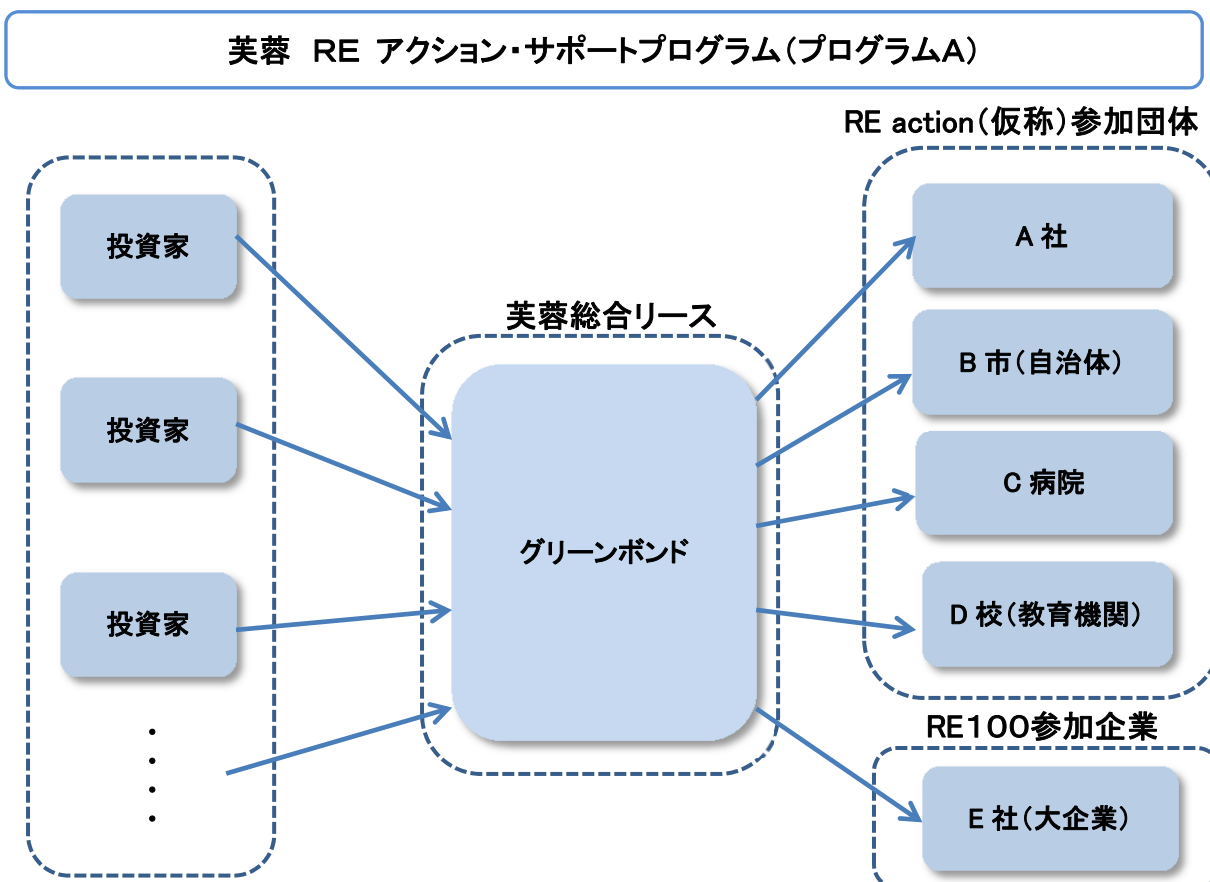 芙蓉 RE アクション・サポートプログラム(プログラムA)
RE action(仮称)参加団体
投資家
投資家
投資家
・
・
・
・
芙蓉総合リース
グリーンボンド
A 社
B 市(自治体)
C 病院
D 校(教育機関)
RE100参加企業
E 社(大企業)